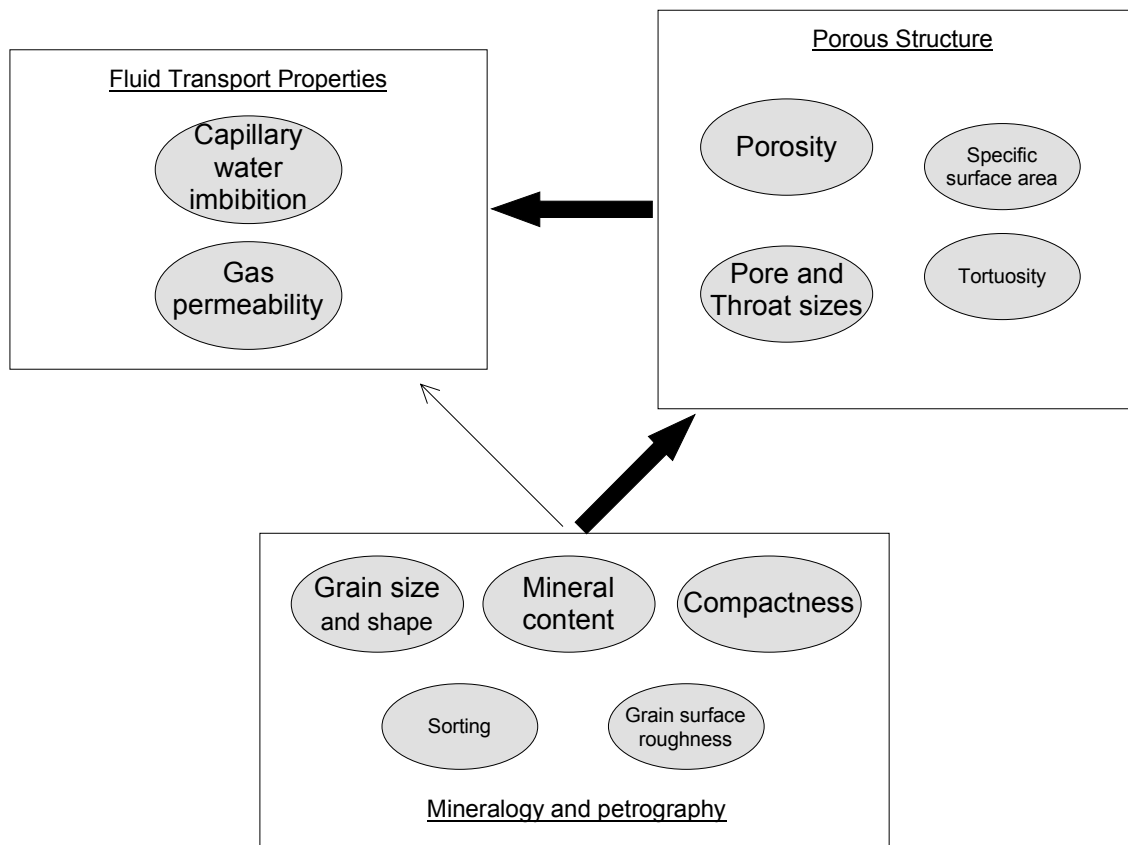 Fluid Transport Properties
Capillary
water
imbibition
Gas
permeability
Porous Structure
Porosity
Specific
surface area
Pore and
Throat sizes
Tortuosity
Grain size
and shape
Mineral
content
Compactness
Sorting
Grain surface
roughness
Mineralogy and petrography